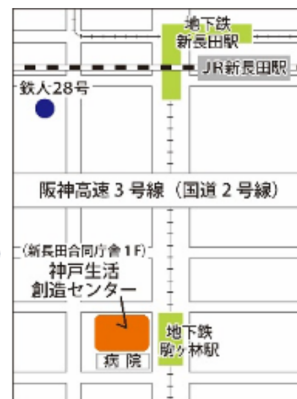 地下鉄
新長田駅
JR新長田駅
鉄人28号
阪神高速3号線（国道2号線）
（新長田合同庁舎1F）
神戸生活
創造センター
地下鉄
駒ヶ林駅
病院